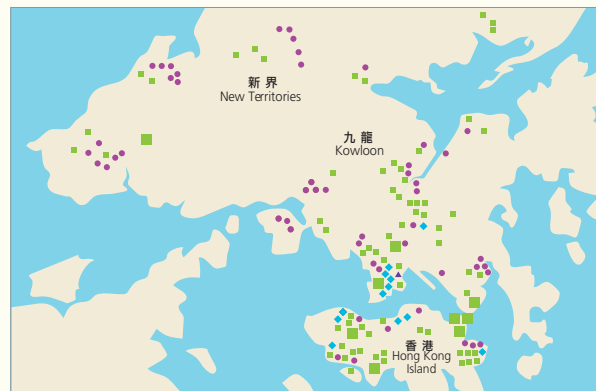 新界
New Territories
九龍
Kowloon
香港
Hong Kong
Island